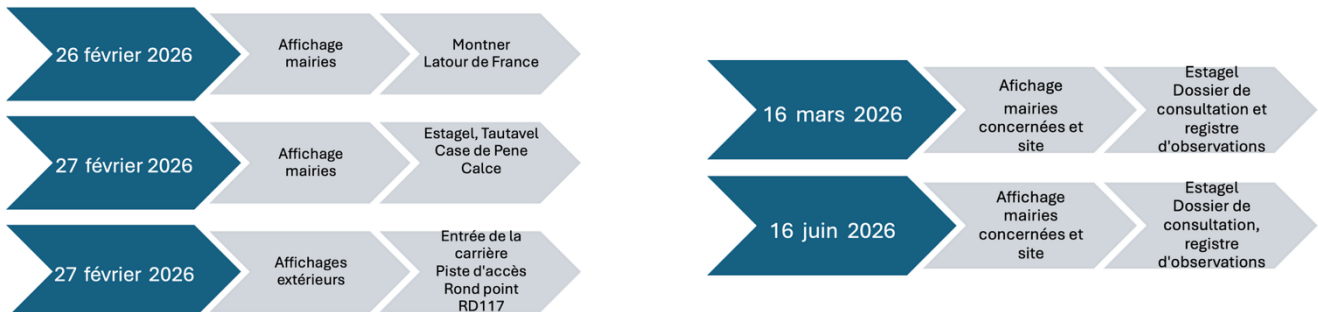 26 février 2026
Affichage
mairies
Montner
Latour de France
27 février 2026
Affichage
mairies
Estagel, Tautavel
Case de Pene
Calce
27 février 2026
Affichages
extérieurs
Entrée de la
carrière
Piste d'accès
Rond point
RD117
16 mars 2026
Afichage
mairies
concernées et
site
Estagel
Dossier de
consultation et
registre
d'observations
16 juin 2026
Affichage
mairies
concernées et
site
Estagel
Dossier de
consultation,
registre
d'observations